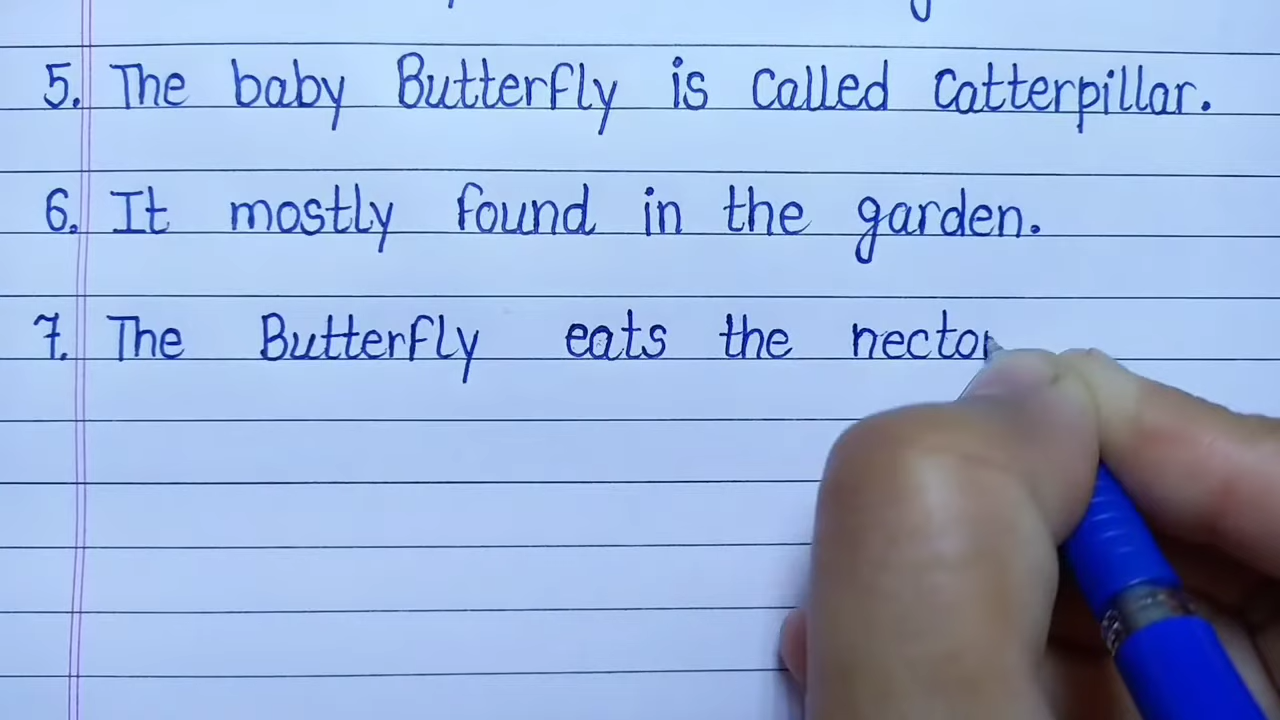 5. The baby Butterfly is called Catterpillar.
6. It mostly found in the garden.
7. The Butterfly eats the nector